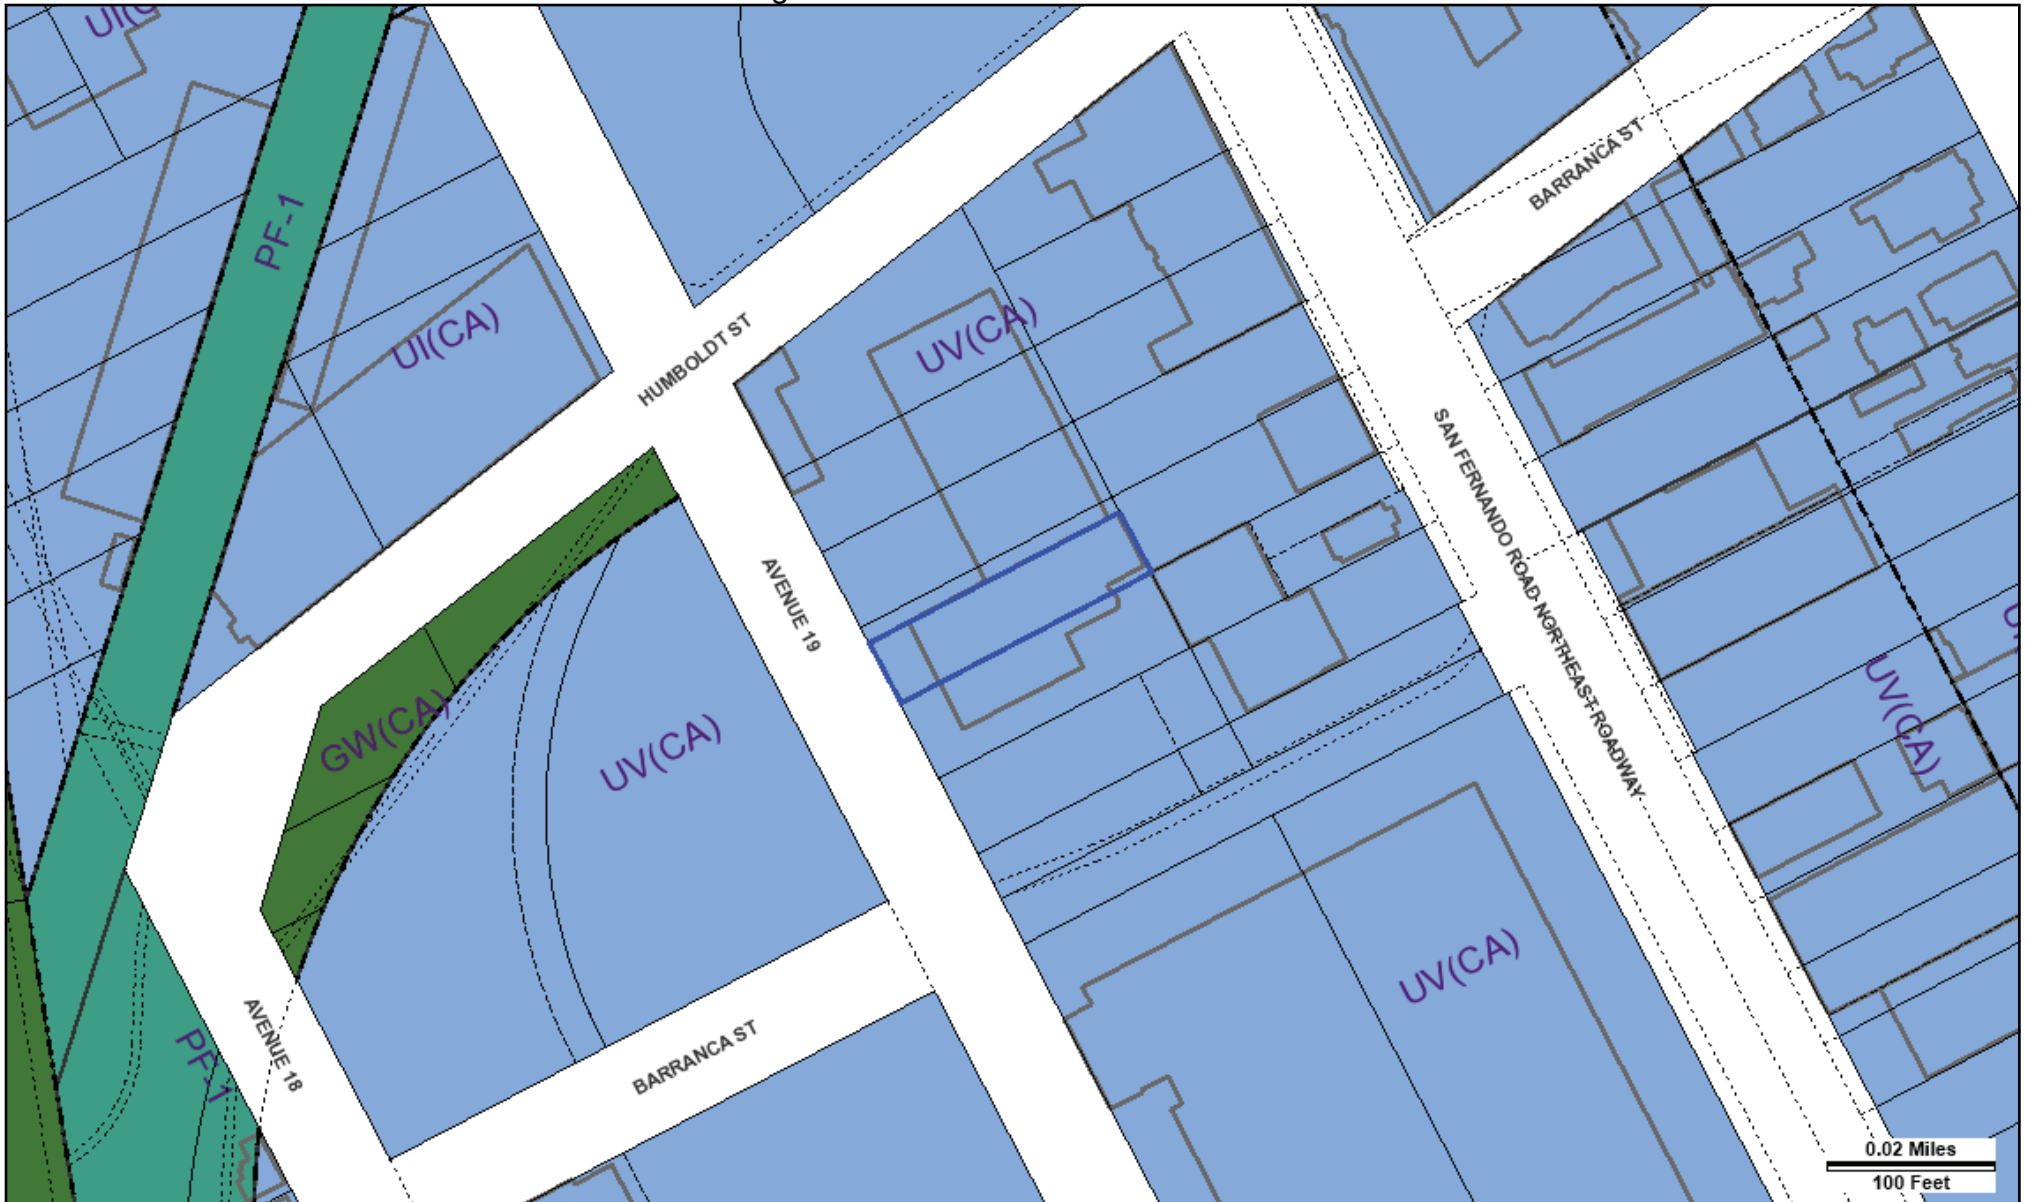 UI(C
PF-1
BARRANCA ST
UI(CA)
UV(CA)
HUMBOLDT ST
SAN FERNANDO ROAD NORTHEAST ROADWAY
AVENUE 19
GW(CA)
UV(CA)
UV(CA)
UV(CA)
AVENUE 18
PF-1
BARRANCA ST
0.02 Miles
100 Feet